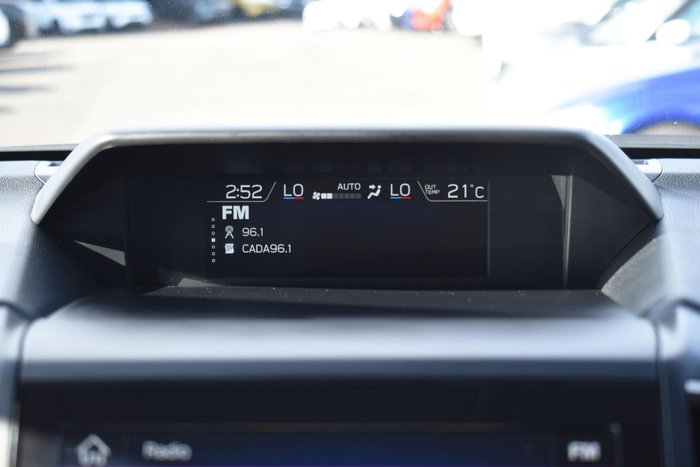 2:52 LO AUTO LO OUT TEMP 21°C
FM
96.1
CADA96.1
Radio FM